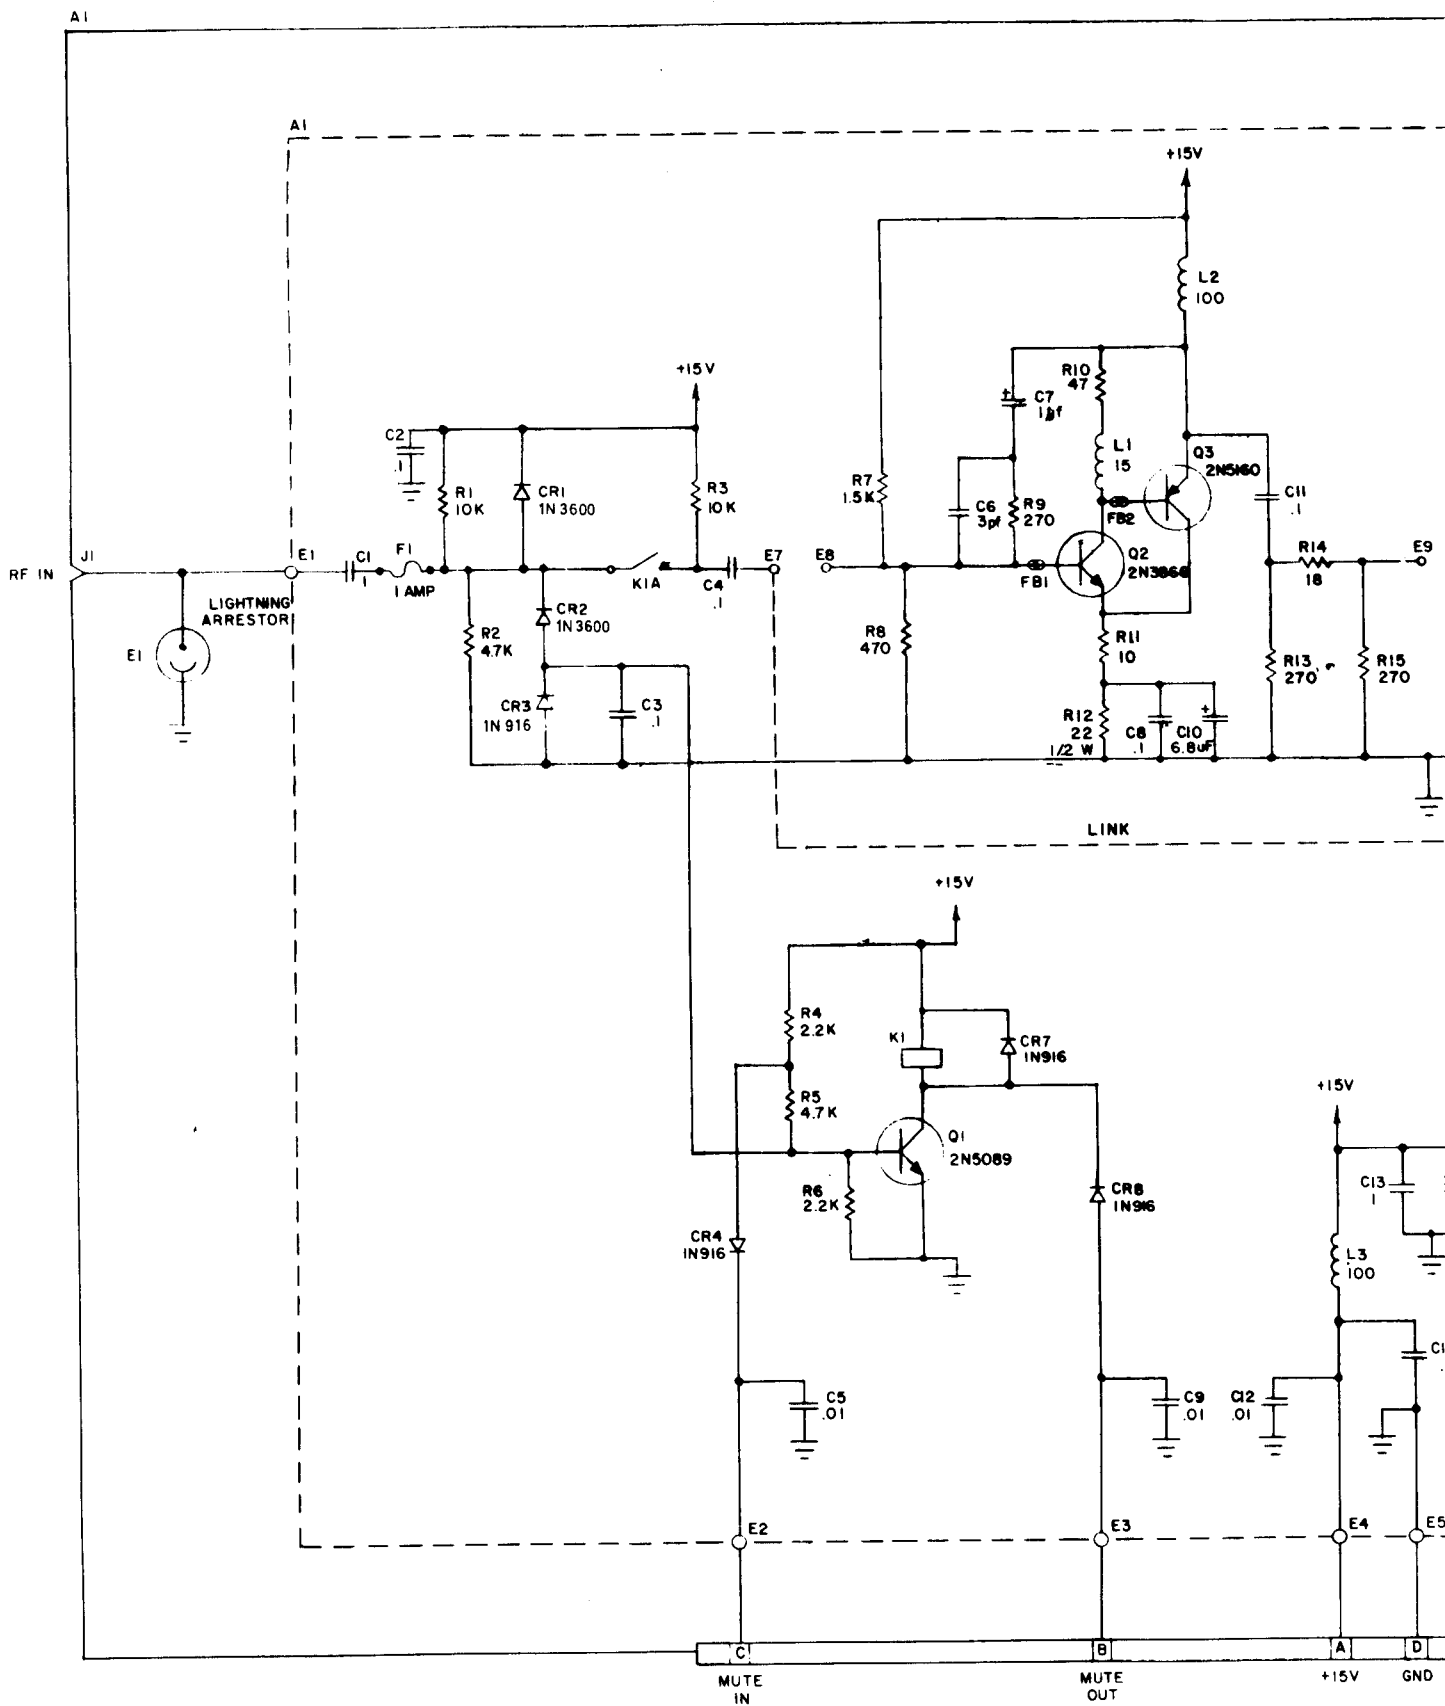 A1
A1
+15V
L2
100
+15V
R10
47
C7
C2
.1
L1
15
Q3
2N5160
R1
10K
CR1
1N3600
R3
10K
R7
1.5K
C6
3pf
R9
270
FB2
C11
.1
RF IN
J1
E1
C1
F1
1 AMP
K1A
C4
.1
E7
E8
FB1
Q2
R14
18
E9
LIGHTNING
ARRESTOR
E1
R2
4.7K
CR2
1N3600
R8
470
R11
10
CR3
1N916
C3
.1
R13
270
R15
270
R12
22
1/2 W
C8
.1
C10
6.8uF
LINK
+15V
R4
2.2K
K1
CR7
1N916
R5
4.7K
+15V
Q1
2N5089
R6
2.2K
CR8
1N916
C13
CR4
1N916
L3
100
C5
.01
C9
.01
C12
.01
E2
E3
E4
E5
C
B
A
D
MUTE
IN
MUTE
OUT
+15V
GND